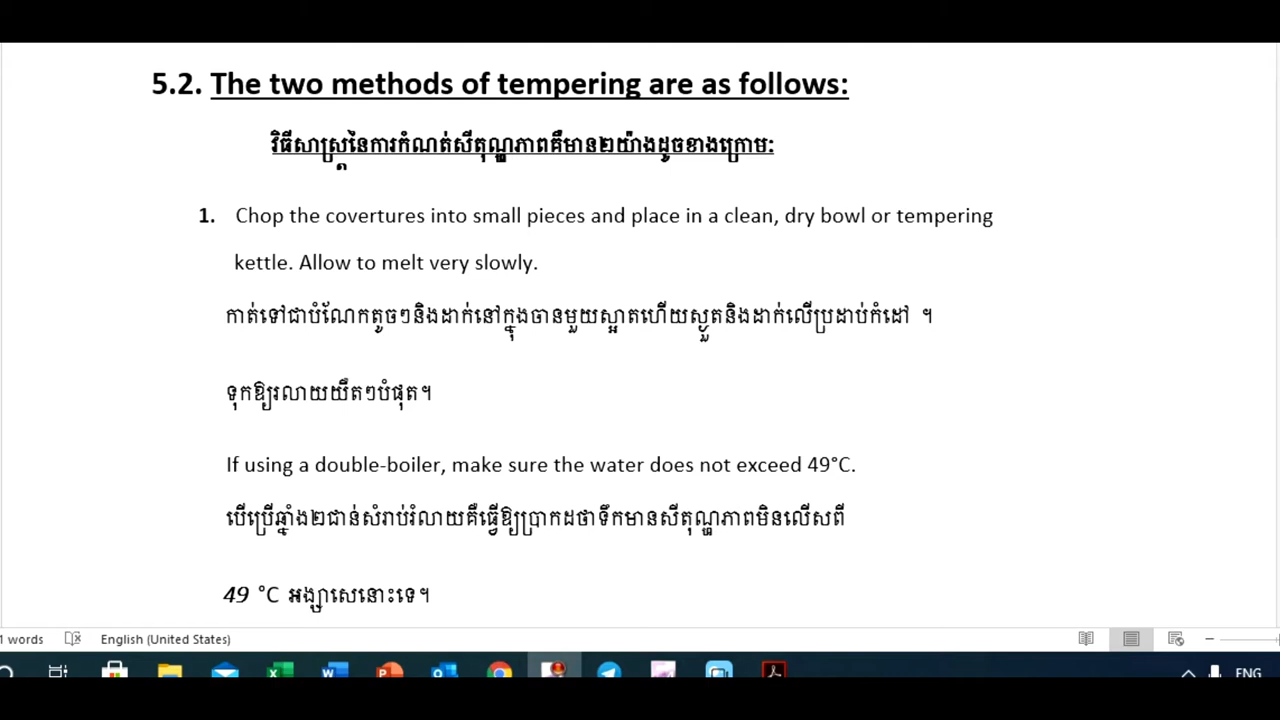 5.2. The two methods of tempering are as follows:
វិធីសាស្រ្តនៃការកំណត់សីតុណ្ហភាពគឺមាន២យ៉ាងដូចខាងក្រោម:
1. Chop the covertures into small pieces and place in a clean, dry bowl or tempering
kettle. Allow to melt very slowly.
កាត់ទៅជាបំណែកតូចៗនិងដាក់នៅក្នុងចានមួយស្អាតហើយស្ងួតនិងដាក់លើប្រដាប់កំដៅ ។
ទុកឱ្យរលាយយឺតៗបំផុត។
If using a double-boiler, make sure the water does not exceed 49°C.
បើប្រើឆ្នាំង២ជាន់សំរាប់រំលាយគឺធ្វើឱ្យប្រាកដថាទឹកមានសីតុណ្ហភាពមិនលើសពី
49 °C អង្សាសេនោះទេ។
1 words English (United States)
ENG